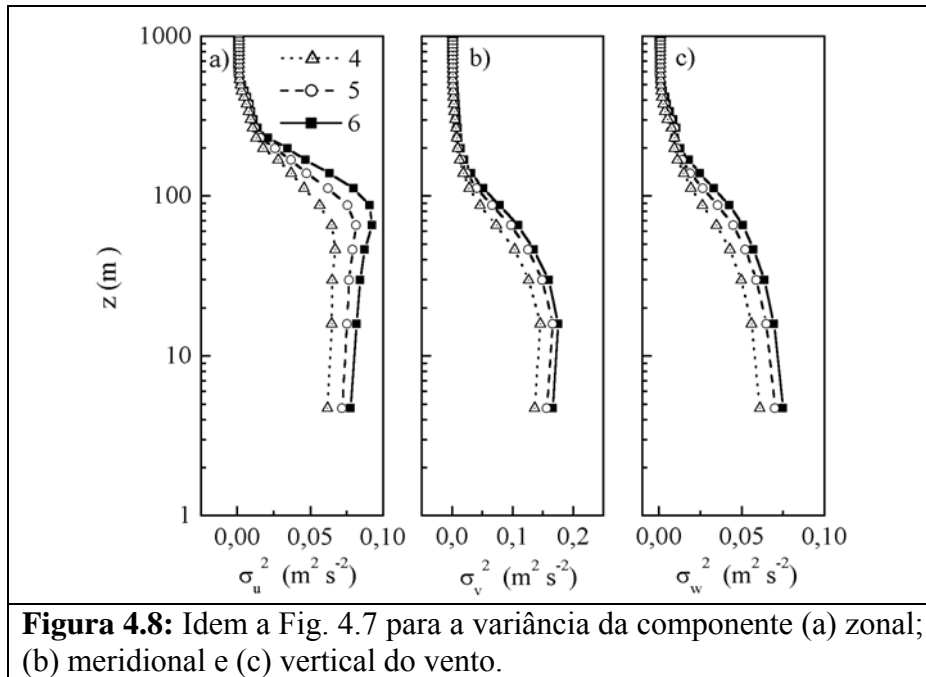 1000
100
10
1
z (m)
a)
4
5
6
b)
c)
0,00 0,05 0,10
0,0 0,1 0,2
0,00 0,05 0,10
σu² (m² s⁻²)
σv² (m² s⁻²)
σw² (m² s⁻²)
Figura 4.8: Idem a Fig. 4.7 para a variância da componente (a) zonal;
(b) meridional e (c) vertical do vento.